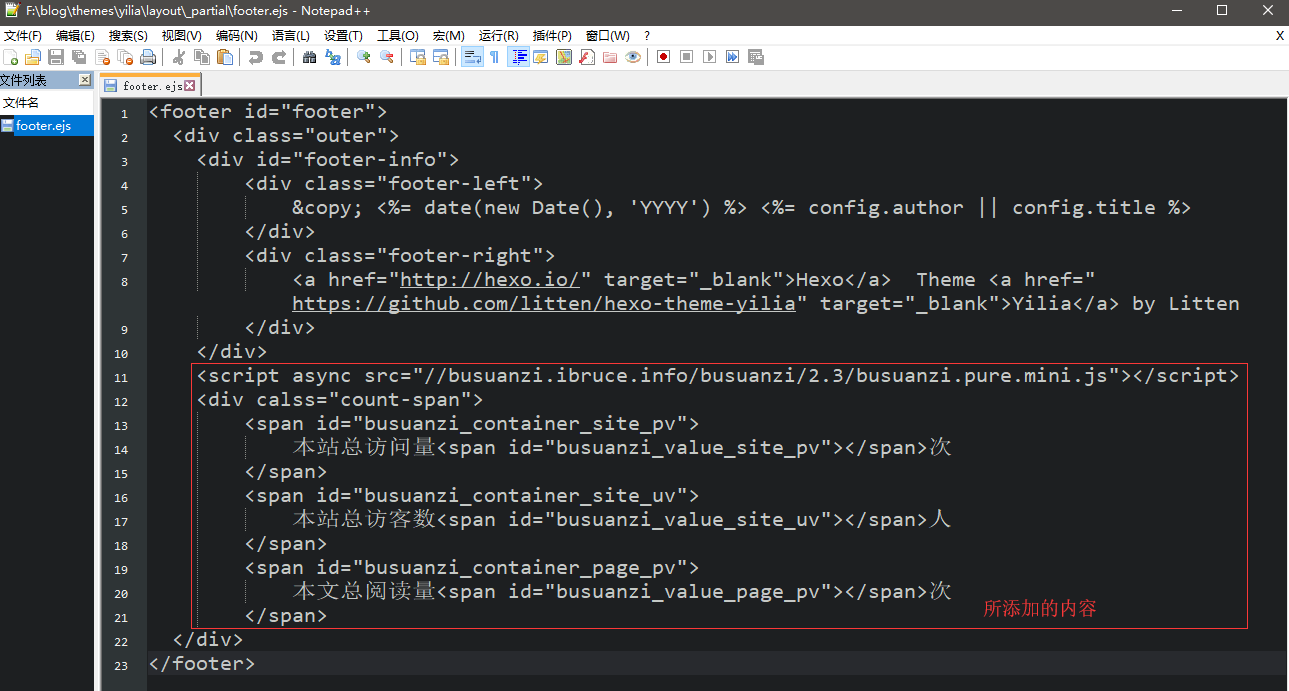 F:\blog\themes\yilia\layout\_partial\footer.ejs - Notepad++
文件(F) 编辑(E) 搜索(S) 视图(V) 编码(N) 语言(L) 设置(T) 工具(O) 宏(M) 运行(R) 插件(P) 窗口(W) ? X
文件列表
文件名
footer.ejs
footer.ejs
1 <footer id="footer">
2 <div class="outer">
3 <div id="footer-info">
4 <div class="footer-left">
5 &copy; <%= date(new Date(), 'YYYY') %> <%= config.author || config.title %>
6 </div>
7 <div class="footer-right">
8 <a href="http://hexo.io/" target="_blank">Hexo</a>  Theme <a href="
https://github.com/litten/hexo-theme-yilia" target="_blank">Yilia</a> by Litten
9 </div>
10 </div>
11 <script async src="//busuanzi.ibruce.info/busuanzi/2.3/busuanzi.pure.mini.js"></script>
12 <div calss="count-span">
13 <span id="busuanzi_container_site_pv">
14 本站总访问量<span id="busuanzi_value_site_pv"></span>次
15 </span>
16 <span id="busuanzi_container_site_uv">
17 本站总访客数<span id="busuanzi_value_site_uv"></span>人
18 </span>
19 <span id="busuanzi_container_page_pv">
20 本文总阅读量<span id="busuanzi_value_page_pv"></span>次
所添加的内容
21 </span>
22 </div>
23 </footer>